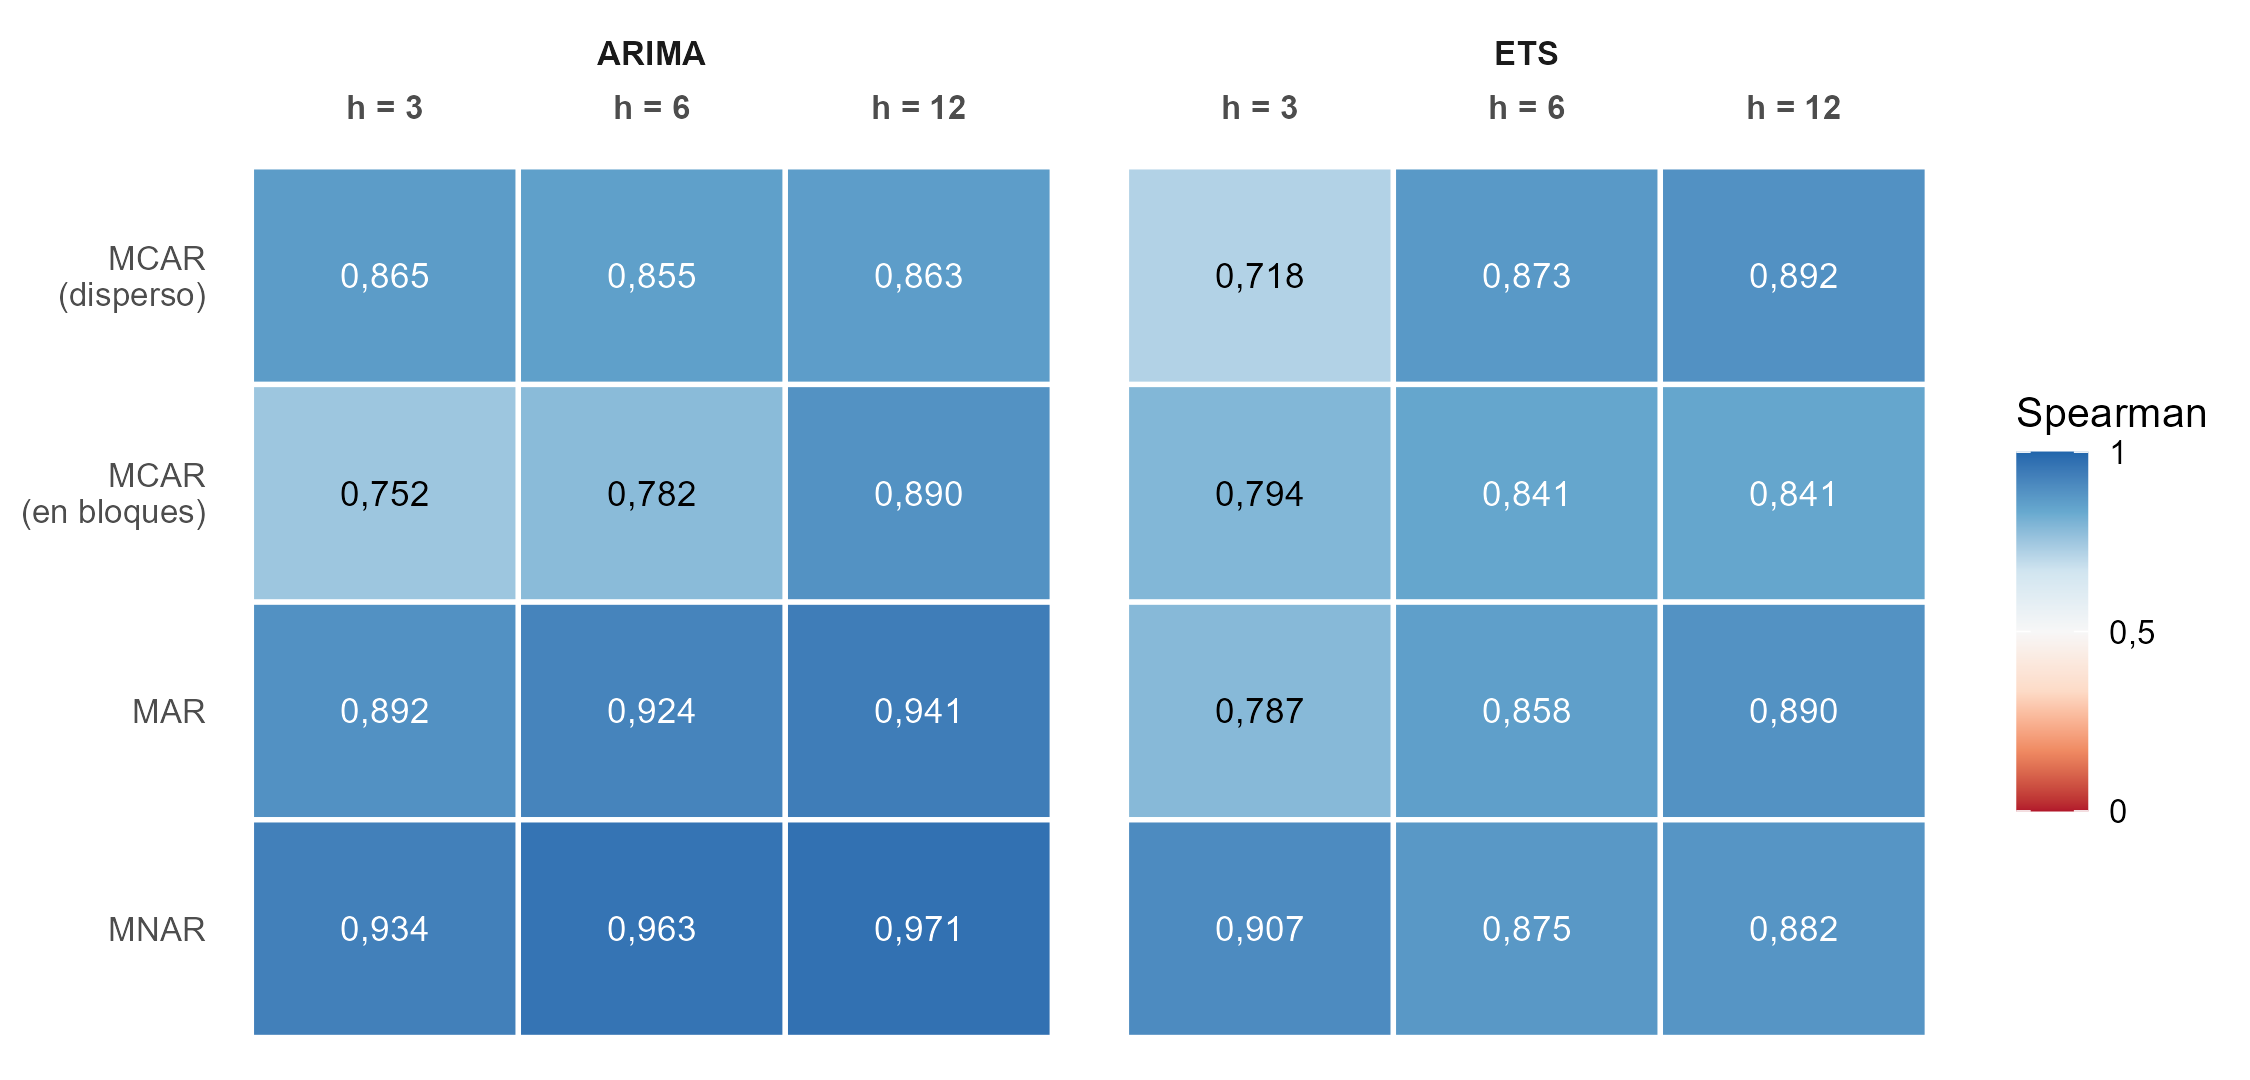 ARIMA
ETS
h = 3
h = 6
h = 12
h = 3
h = 6
h = 12
MCAR
(disperso)
0,865
0,855
0,863
0,718
0,873
0,892
MCAR
(en bloques)
0,752
0,782
0,890
0,794
0,841
0,841
MAR
0,892
0,924
0,941
0,787
0,858
0,890
MNAR
0,934
0,963
0,971
0,907
0,875
0,882
Spearman
1
0,5
0